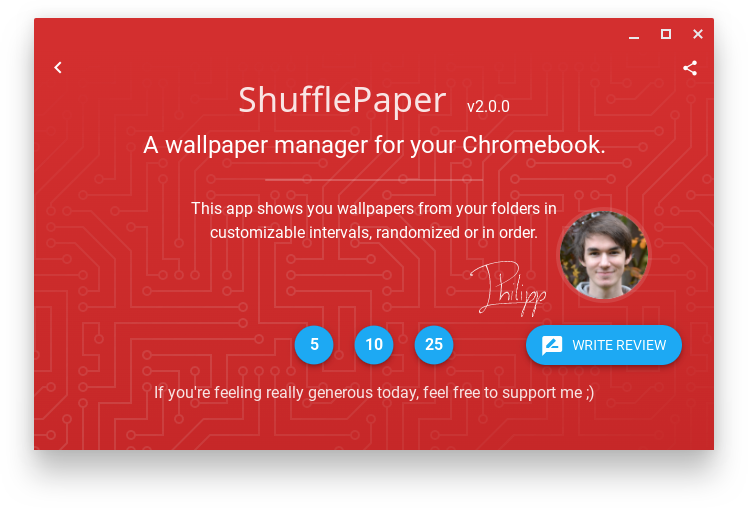 ShufflePaper v2.0.0
A wallpaper manager for your Chromebook.
This app shows you wallpapers from your folders in
customizable intervals, randomized or in order.
Philipp
5 10 25 WRITE REVIEW
If you're feeling really generous today, feel free to support me ;)